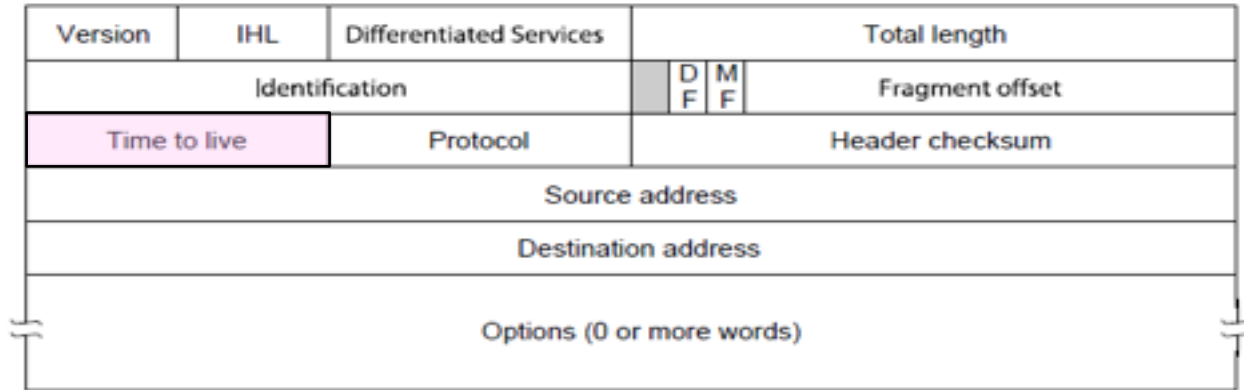 Version IHL Differentiated Services Total length
Identification D F M F Fragment offset
Time to live Protocol Header checksum
Source address
Destination address
Options (0 or more words)